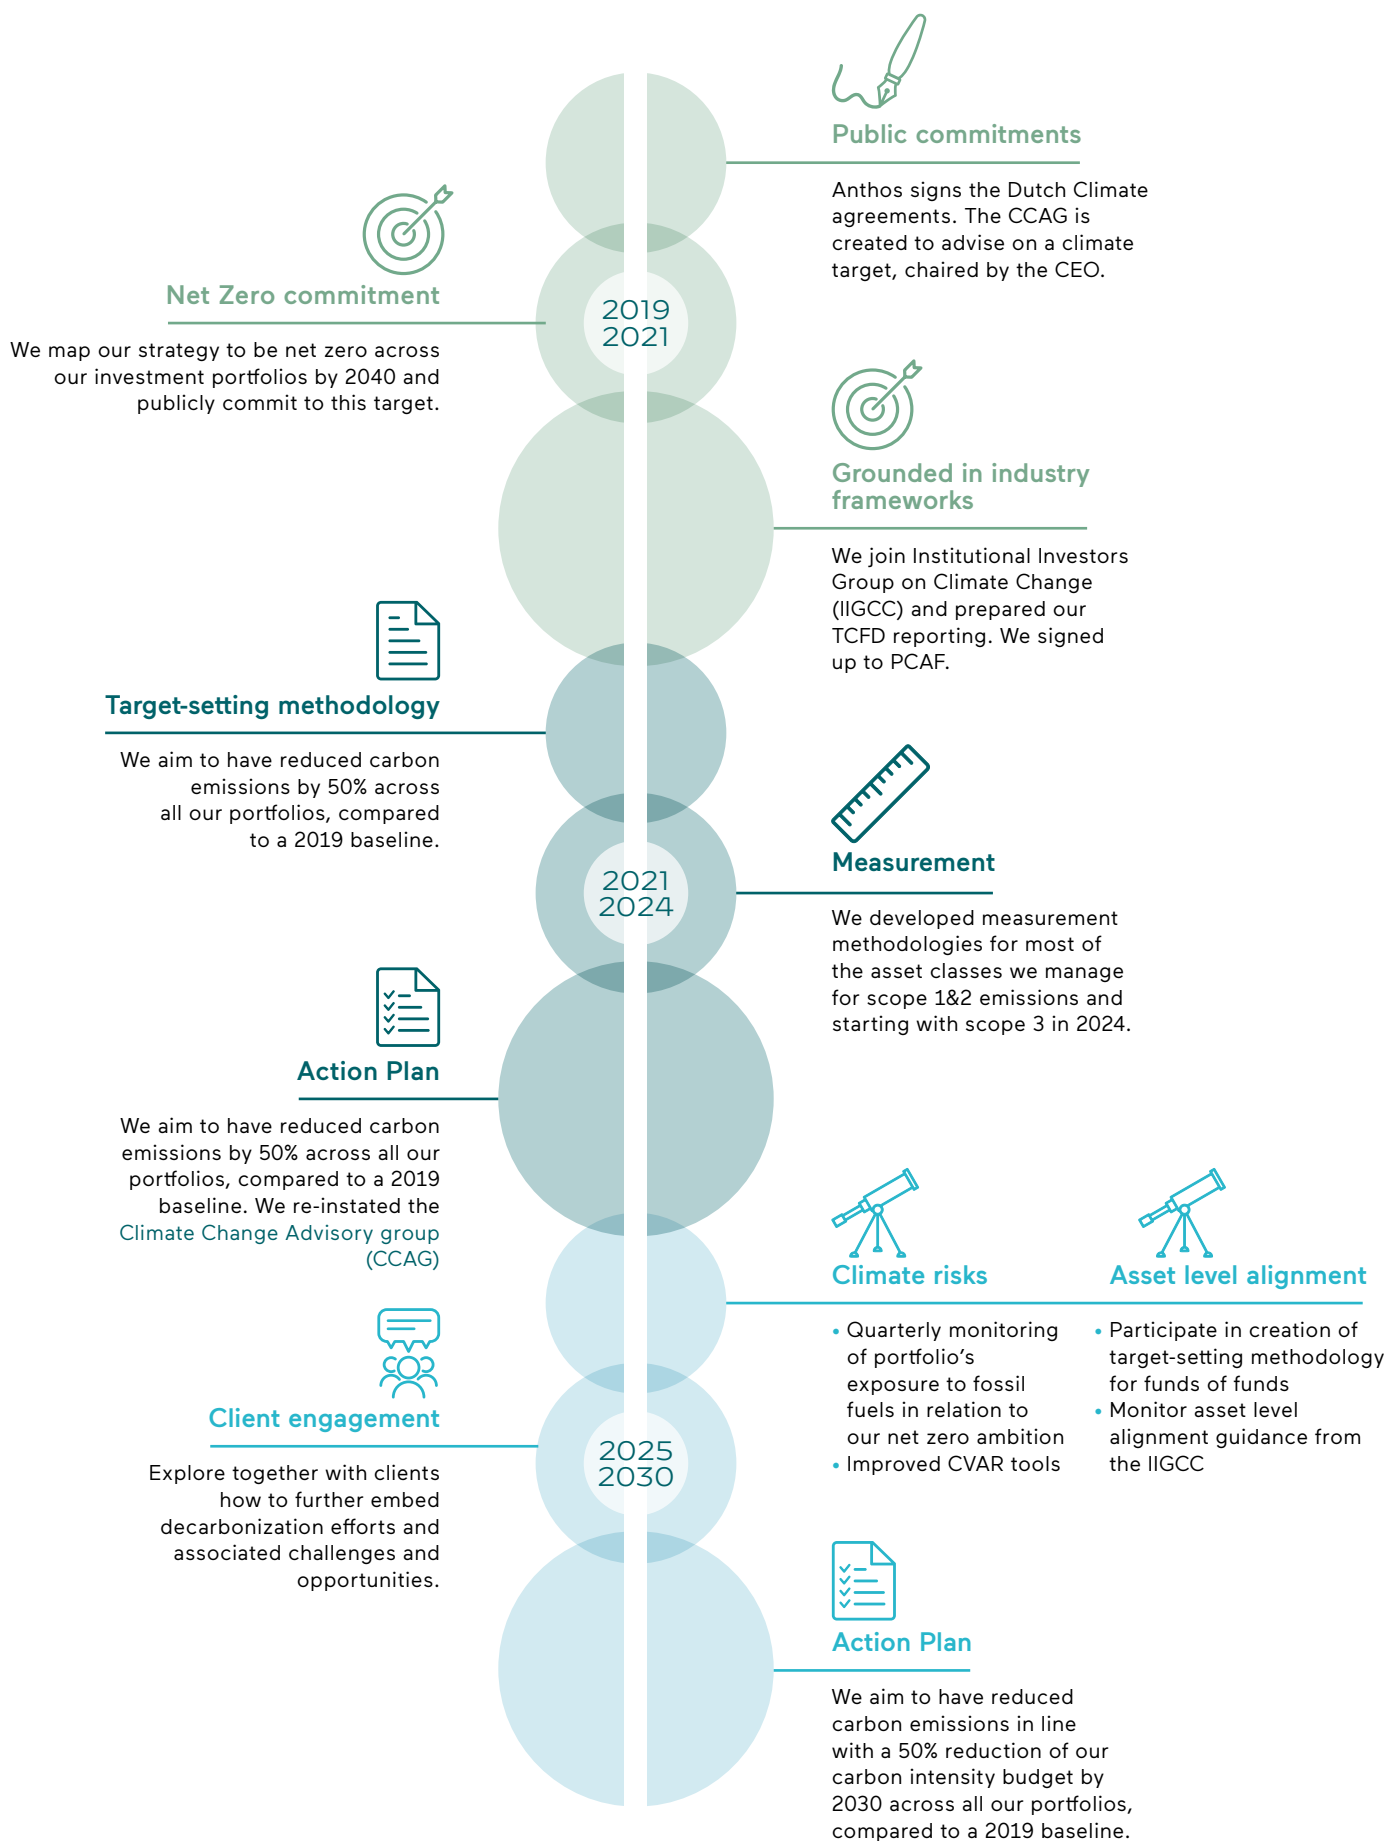 Public commitments
Anthos signs the Dutch Climate
agreements. The CCAG is
created to advise on a climate
target, chaired by the CEO.
Net Zero commitment
We map our strategy to be net zero across
our investment portfolios by 2040 and
publicly commit to this target.
2019
2021
Grounded in industry
frameworks
We join Institutional Investors
Group on Climate Change
(IIGCC) and prepared our
TCFD reporting. We signed
up to PCAF.
Target-setting methodology
We aim to have reduced carbon
emissions by 50% across
all our portfolios, compared
to a 2019 baseline.
2021
2024
Measurement
We developed measurement
methodologies for most of
the asset classes we manage
for scope 1&2 emissions and
starting with scope 3 in 2024.
Action Plan
We aim to have reduced carbon
emissions by 50% across all our
portfolios, compared to a 2019
baseline. We re-instated the
Climate Change Advisory group
(CCAG)
Climate risks
• Quarterly monitoring
of portfolio's
exposure to fossil
fuels in relation to
our net zero ambition
• Improved CVAR tools
Asset level alignment
• Participate in creation of
target-setting methodology
for funds of funds
• Monitor asset level
alignment guidance from
the IIGCC
Client engagement
Explore together with clients
how to further embed
decarbonization efforts and
associated challenges and
opportunities.
2025
2030
Action Plan
We aim to have reduced
carbon emissions in line
with a 50% reduction of our
carbon intensity budget by
2030 across all our portfolios,
compared to a 2019 baseline.